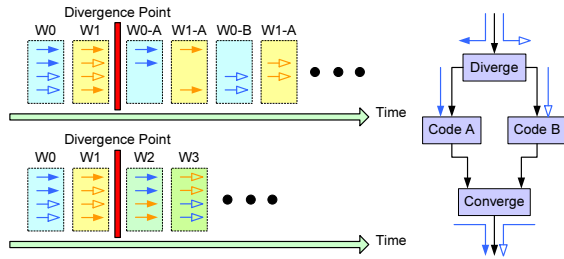 Divergence Point
W0 W1 W0-A W1-A W0-B W1-A
Time
Divergence Point
W0 W1 W2 W3
Time
Diverge
Code A Code B
Converge